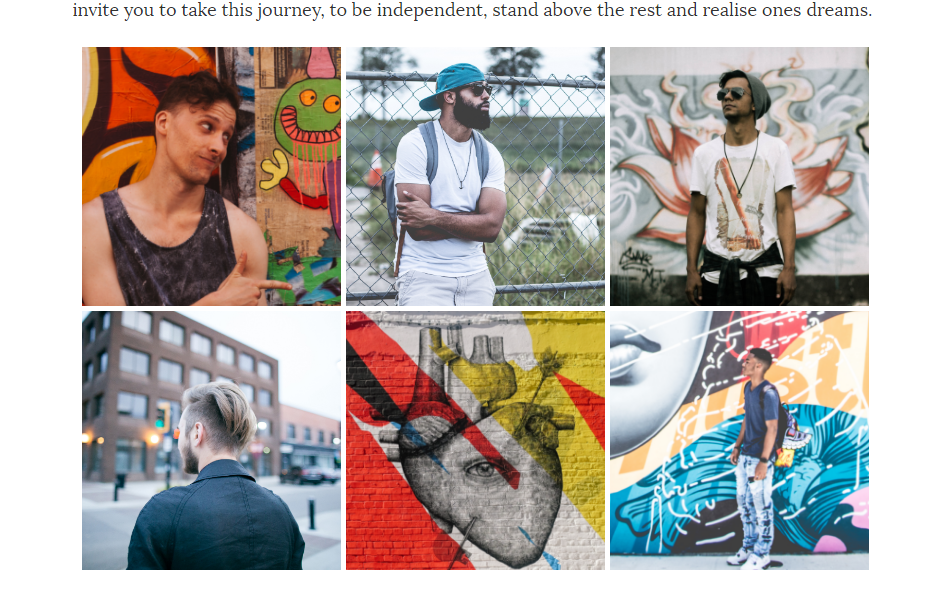 invite you to take this journey, to be independent, stand above the rest and realise ones dreams.